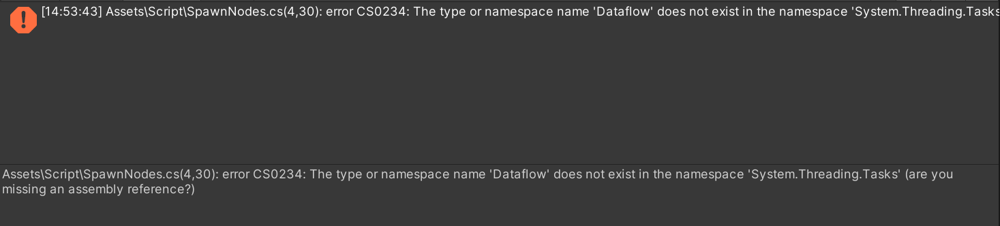 [14:53:43] Assets\Script\SpawnNodes.cs(4,30): error CS0234: The type or namespace name 'Dataflow' does not exist in the namespace 'System.Threading.Tasks
Assets\Script\SpawnNodes.cs(4,30): error CS0234: The type or namespace name 'Dataflow' does not exist in the namespace 'System.Threading.Tasks' (are you
missing an assembly reference?)